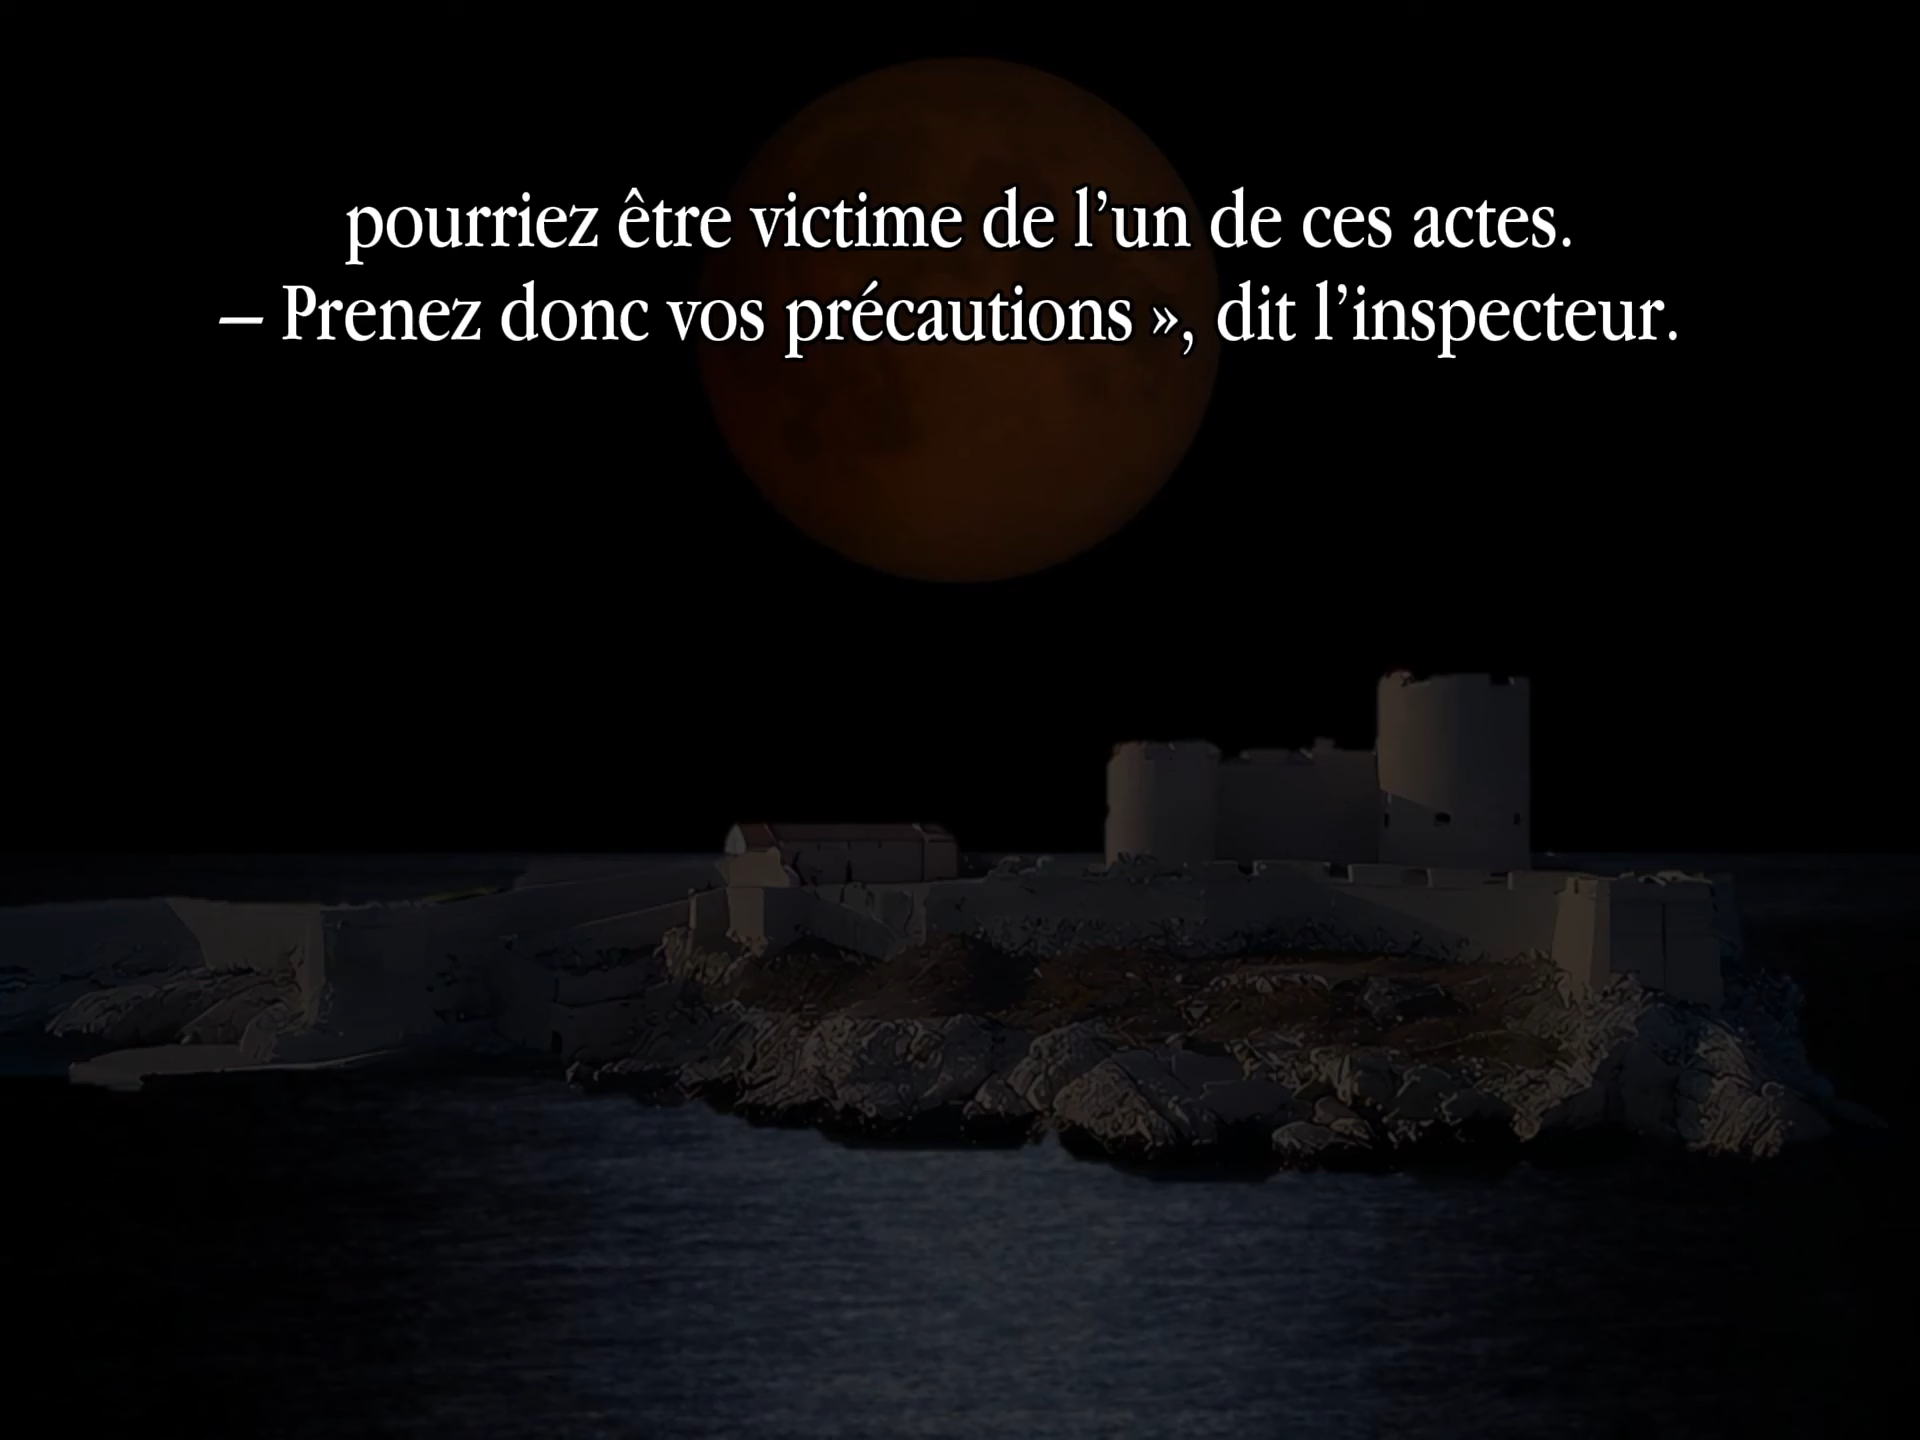 pourriez être victime de l’un de ces actes.
— Prenez donc vos précautions », dit l’inspecteur.